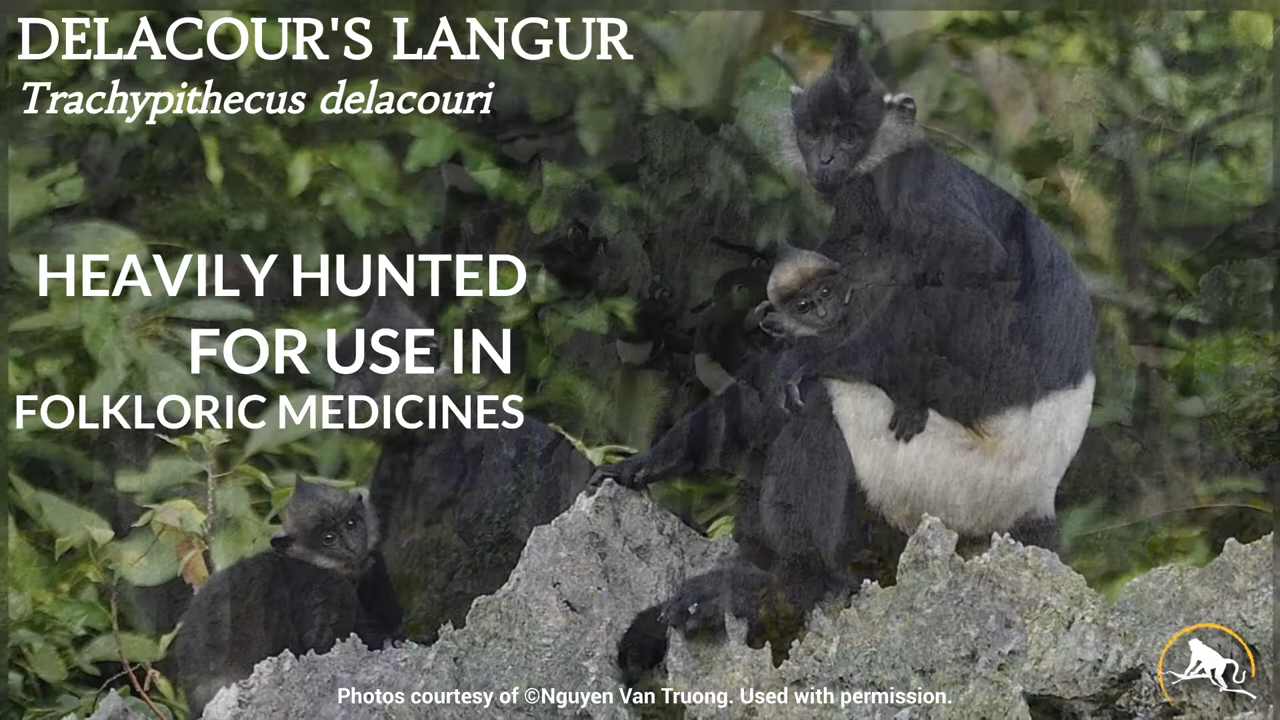 DELACOUR'S LANGUR
Trachypithecus delacouri
HEAVILY HUNTED
FOR USE IN
FOLKLORIC MEDICINES
Photos courtesy of ©Nguyen Van Truong. Used with permission.